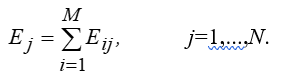 E_j = \sum_{i=1}^{M} E_{ij},    j=1,...,N.